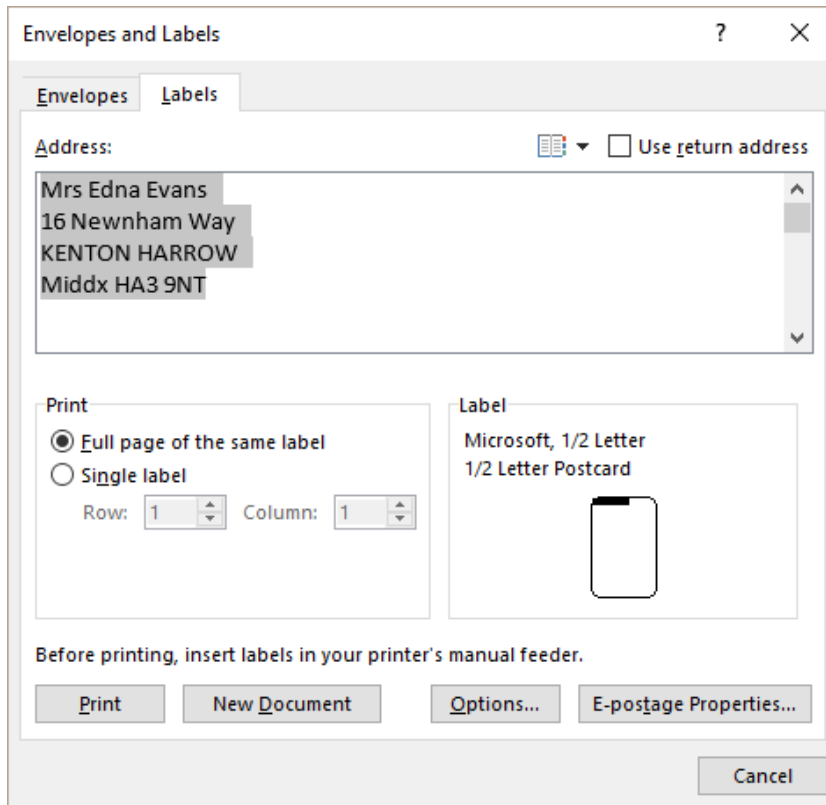 Envelopes and Labels
Envelopes Labels
Address: Use return address
Mrs Edna Evans
16 Newnham Way
KENTON HARROW
Middx HA3 9NT
Print
Full page of the same label
Single label
Row: 1 Column: 1
Label
Microsoft, 1/2 Letter
1/2 Letter Postcard
Before printing, insert labels in your printer's manual feeder.
Print New Document Options... E-postage Properties...
Cancel